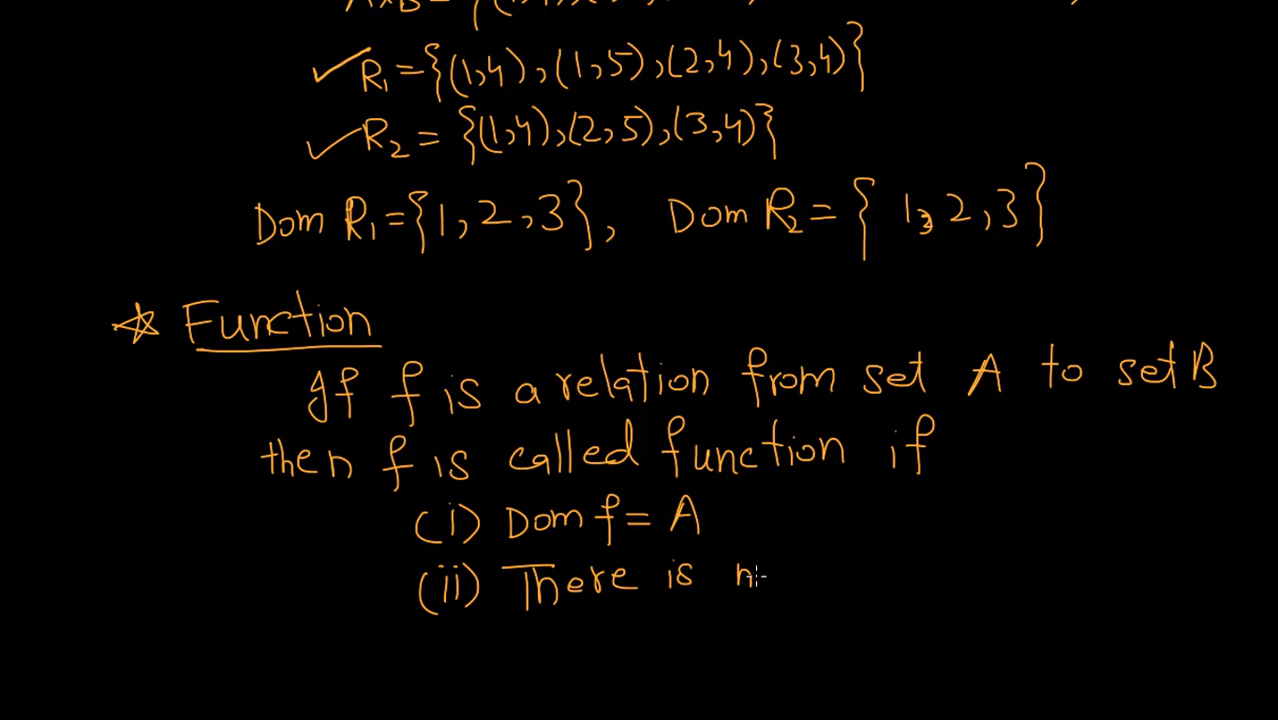 R₁={(1,4),(1,5),(2,4),(3,4)}
R₂ = {(1,4),(2,5),(3,4)}
Dom R₁={1,2,3}, Dom R₂={ 1,2,3}
Function
If f is a relation from set A to set B
then f is called function if
(i) Dom f= A
(ii) There is n